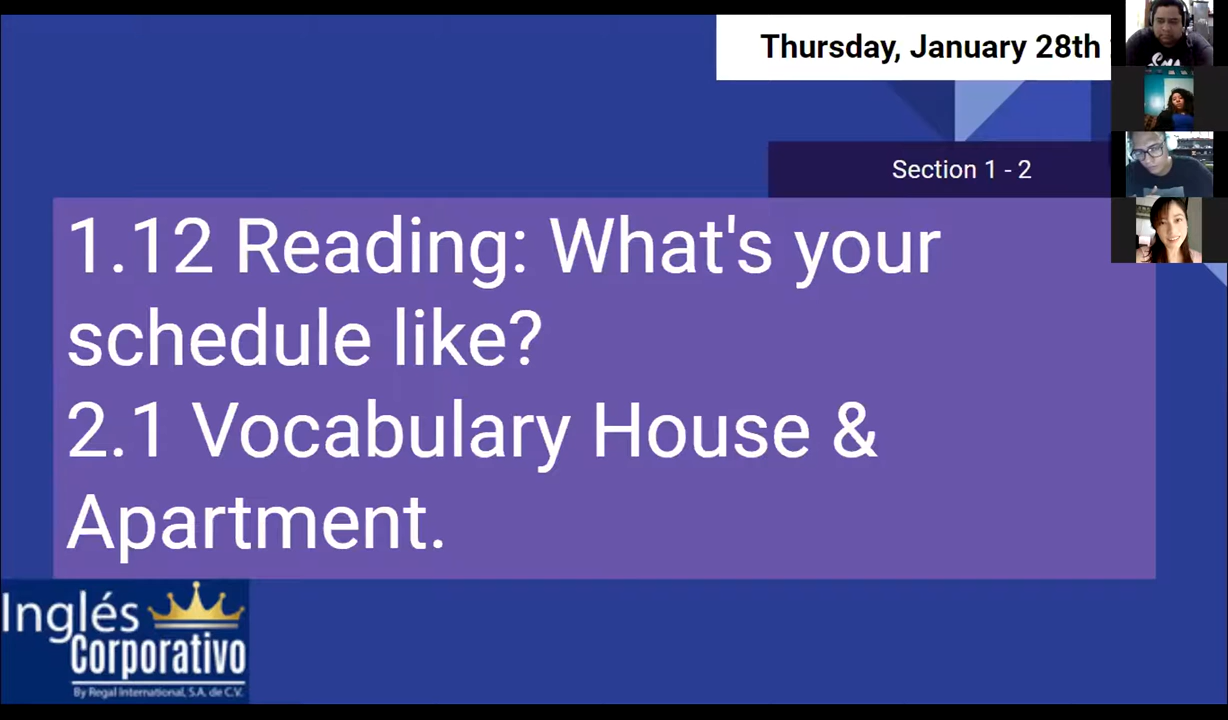 Thursday, January 28th
Section 1 - 2
1.12 Reading: What's your
schedule like?
2.1 Vocabulary House &
Apartment.
Inglés
Corporativo
By Regal International, S.A. de C.V.